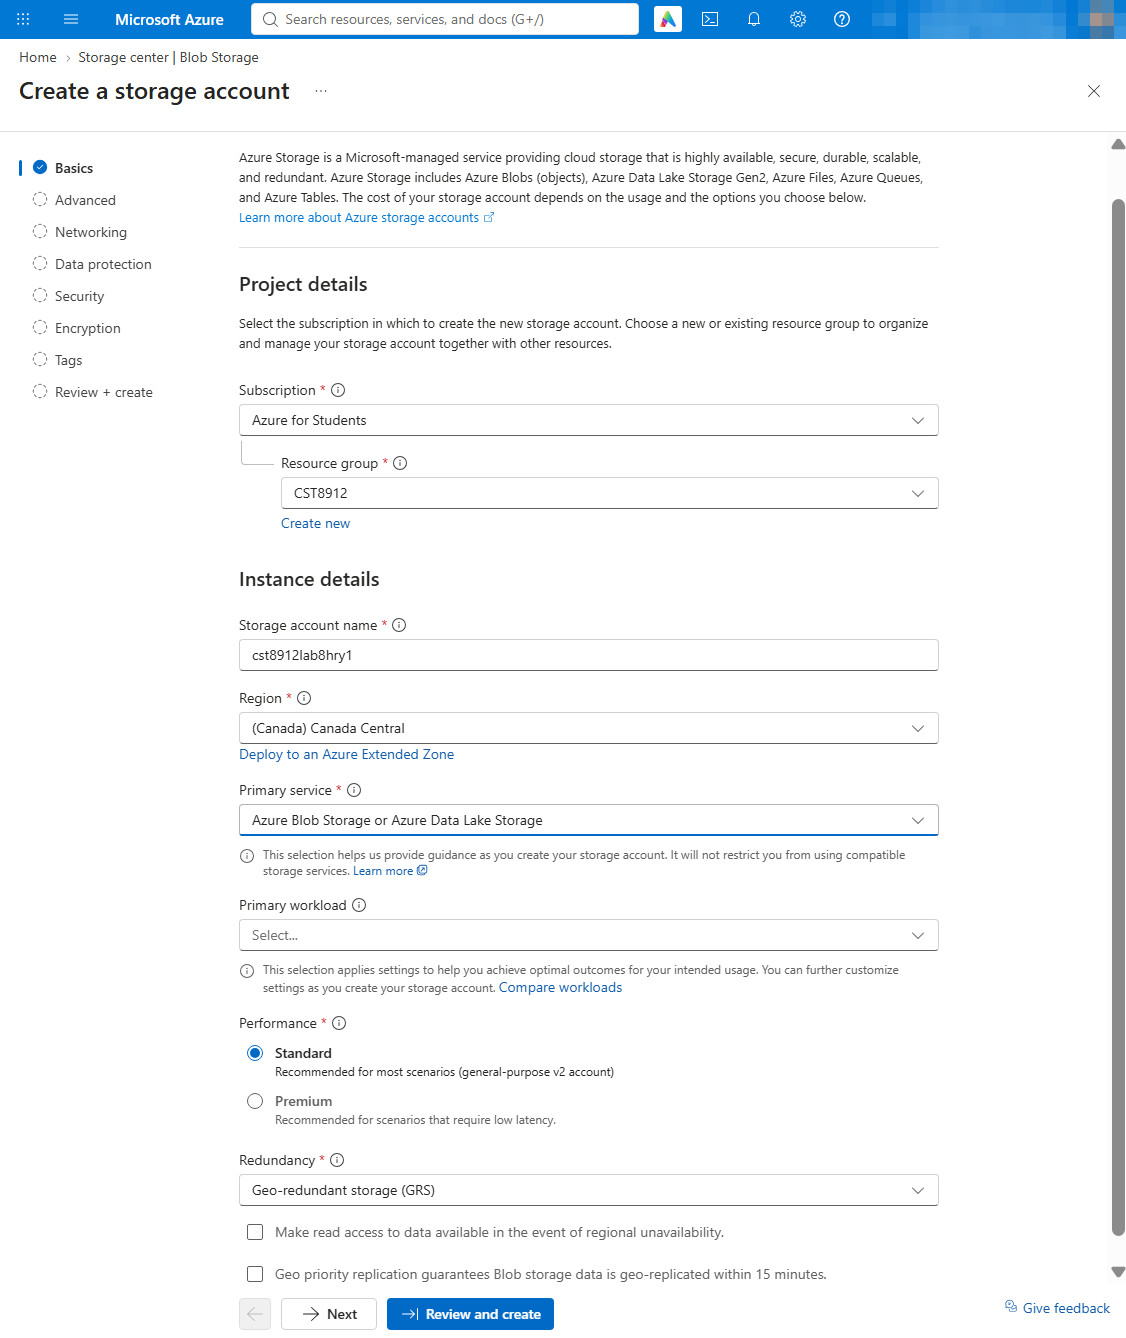 Microsoft Azure
Search resources, services, and docs (G+/)
Home > Storage center | Blob Storage
Create a storage account ...
Basics
Advanced
Networking
Data protection
Security
Encryption
Tags
Review + create
Azure Storage is a Microsoft-managed service providing cloud storage that is highly available, secure, durable, scalable,
and redundant. Azure Storage includes Azure Blobs (objects), Azure Data Lake Storage Gen2, Azure Files, Azure Queues,
and Azure Tables. The cost of your storage account depends on the usage and the options you choose below.
Learn more about Azure storage accounts
Project details
Select the subscription in which to create the new storage account. Choose a new or existing resource group to organize
and manage your storage account together with other resources.
Subscription *
Azure for Students
Resource group *
CST8912
Create new
Instance details
Storage account name *
cst8912lab8hry1
Region *
(Canada) Canada Central
Deploy to an Azure Extended Zone
Primary service *
Azure Blob Storage or Azure Data Lake Storage
This selection helps us provide guidance as you create your storage account. It will not restrict you from using compatible
storage services. Learn more
Primary workload
Select...
This selection applies settings to help you achieve optimal outcomes for your intended usage. You can further customize
settings as you create your storage account. Compare workloads
Performance *
Standard
Recommended for most scenarios (general-purpose v2 account)
Premium
Recommended for scenarios that require low latency.
Redundancy *
Geo-redundant storage (GRS)
Make read access to data available in the event of regional unavailability.
Geo priority replication guarantees Blob storage data is geo-replicated within 15 minutes.
Next
Review and create
Give feedback